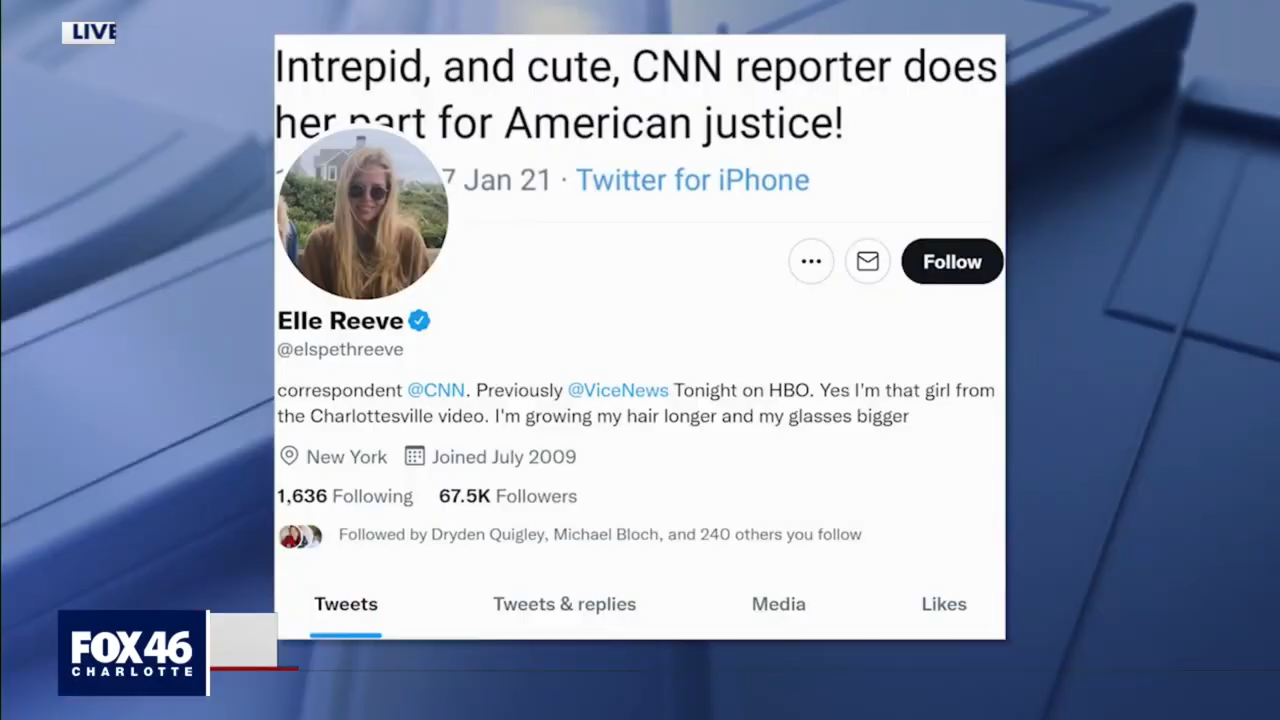 LIVE
Intrepid, and cute, CNN reporter does
her part for American justice!
7 Jan 21 · Twitter for iPhone
Follow
Elle Reeve
@elspethreeve
correspondent @CNN. Previously @ViceNews Tonight on HBO. Yes I'm that girl from
the Charlottesville video. I'm growing my hair longer and my glasses bigger
New York Joined July 2009
1,636 Following 67.5K Followers
Followed by Dryden Quigley, Michael Bloch, and 240 others you follow
Tweets Tweets & replies Media Likes
FOX 46
CHARLOTTE